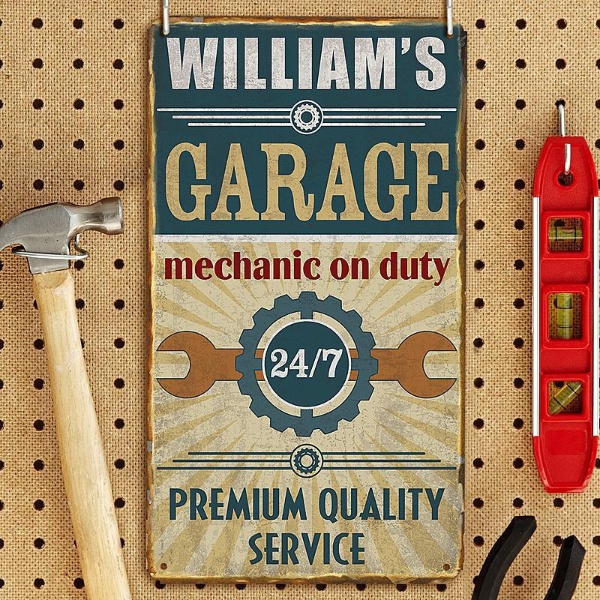 WILLIAM'S
GARAGE
mechanic on duty
24/7
PREMIUM QUALITY
SERVICE